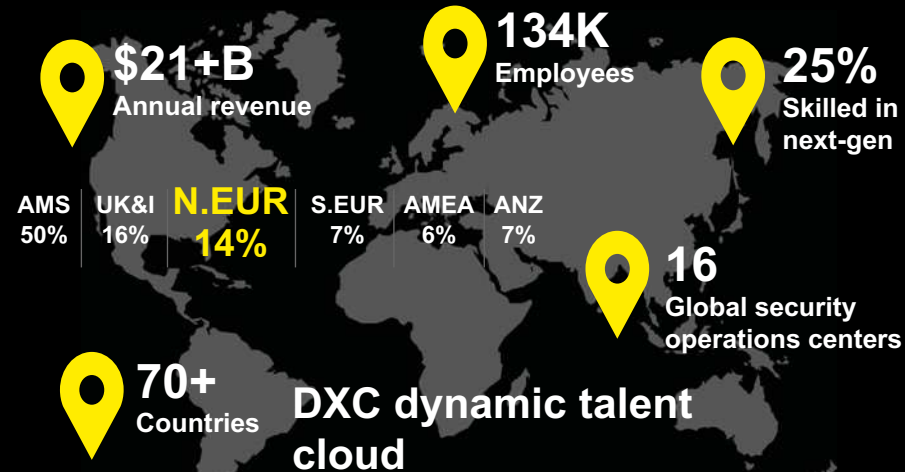 $21+B
Annual revenue
134K
Employees
25%
Skilled in
next-gen
AMS UK&I N.EUR S.EUR AMEA ANZ
50% 16% 14% 7% 6% 7%
16
Global security
operations centers
70+
Countries
DXC dynamic talent
cloud